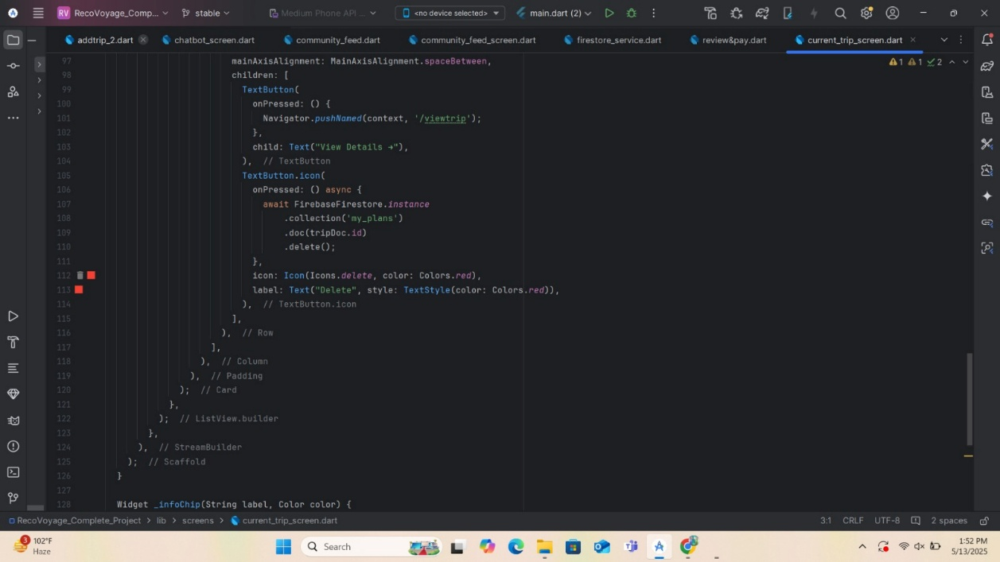 RV RecoVoyage_Comp...
stable
Medium Phone API ...
<no device selected>
main.dart (2)
addtrip_2.dart
chatbot_screen.dart
community_feed.dart
community_feed_screen.dart
firestore_service.dart
review&pay.dart
current_trip_screen.dart
1 1 2
97 mainAxisAlignment: MainAxisAlignment.spaceBetween,
98 children: [
99 TextButton(
100 onPressed: () {
101 Navigator.pushNamed(context, '/viewtrip');
102 },
103 child: Text("View Details →"),
104 ), // TextButton
105 TextButton.icon(
106 onPressed: () async {
107 await FirebaseFirestore.instance
108 .collection('my_plans')
109 .doc(tripDoc.id)
110 .delete();
111 },
112 icon: Icon(Icons.delete, color: Colors.red),
113 label: Text("Delete", style: TextStyle(color: Colors.red)),
114 ), // TextButton.icon
115 ],
116 ), // Row
117 ],
118 ), // Column
119 ), // Padding
120 ); // Card
121 },
122 ); // ListView.builder
123 },
124 ), // StreamBuilder
125 ); // Scaffold
126 }
127
128 Widget _infoChip(String label, Color color) {
RecoVoyage_Complete_Project > lib > screens > current_trip_screen.dart
3:1 CRLF UTF-8 2 spaces
3
102°F
Haze
Search
1:52 PM
5/13/2025